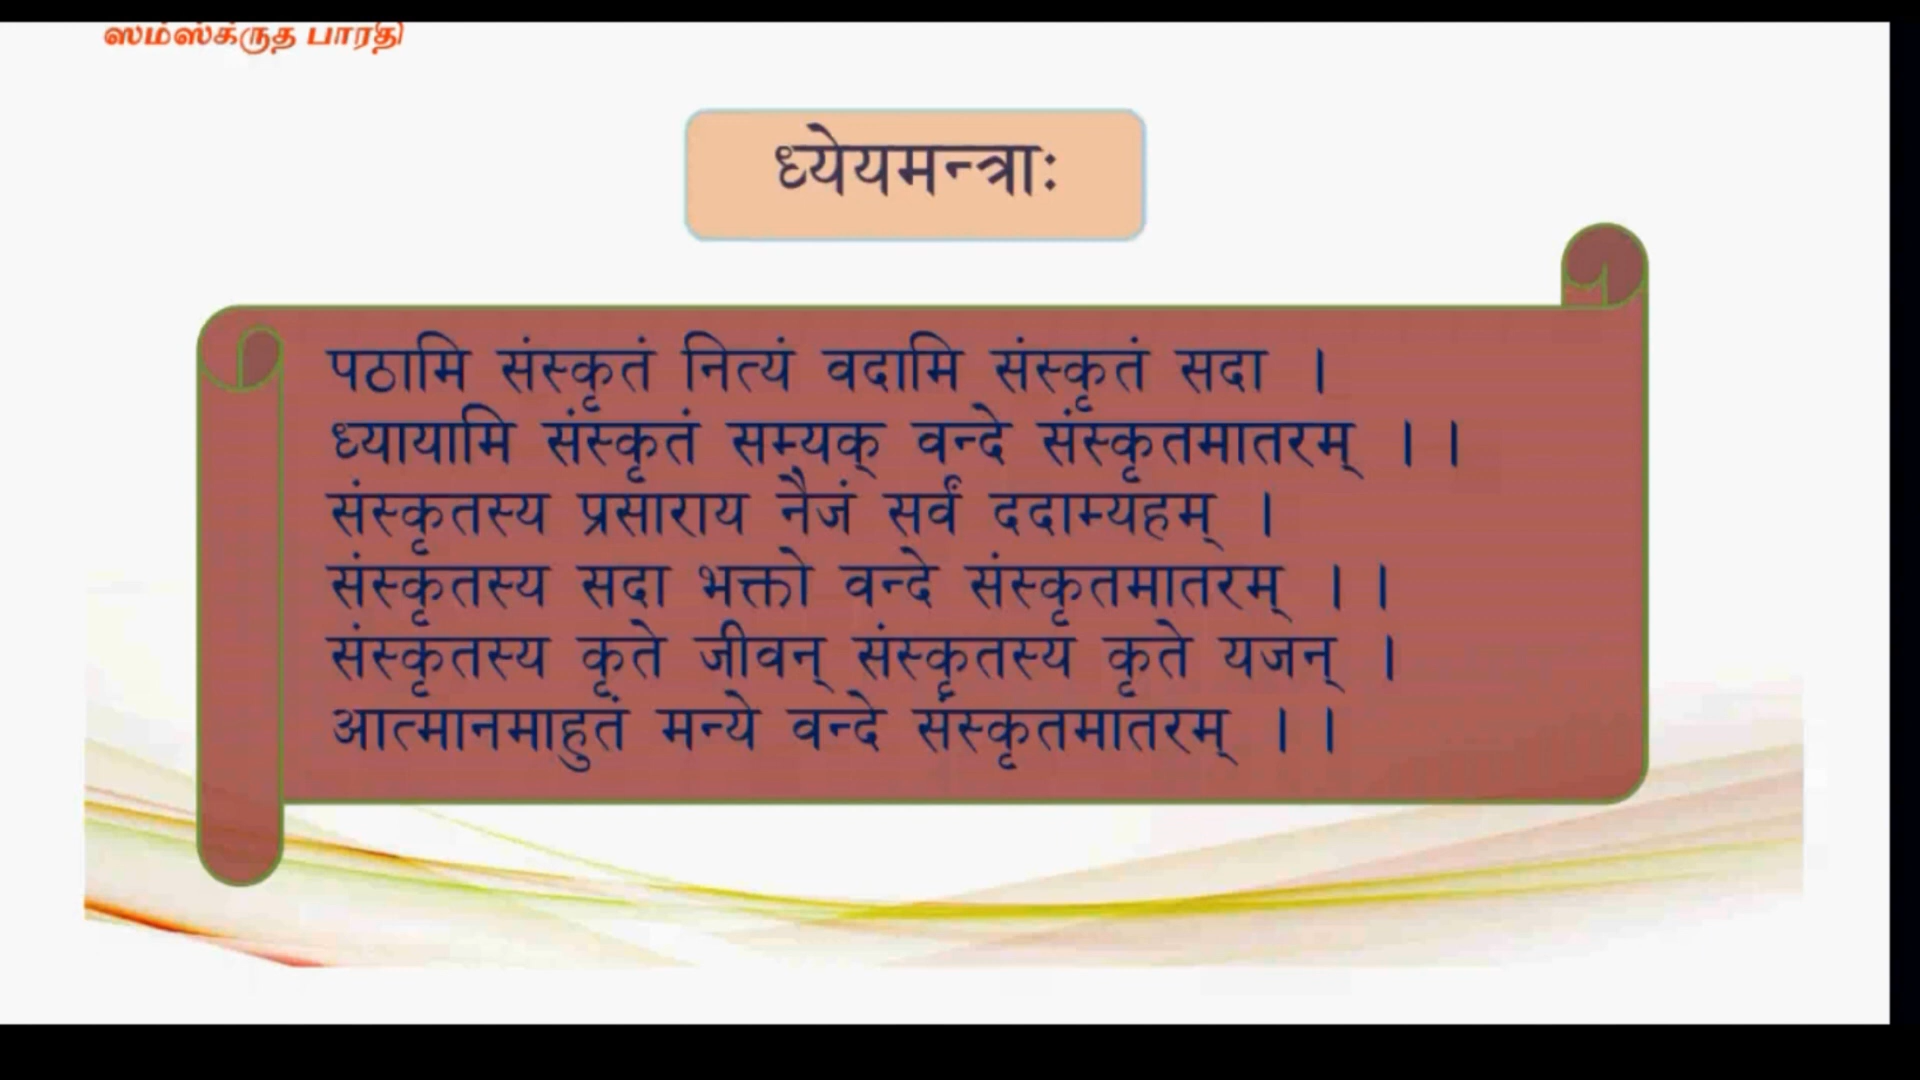 ஸம்ஸ்க்ருத பாரதி
ध्येयमन्त्राः
पठामि संस्कृतं नित्यं वदामि संस्कृतं सदा ।
ध्यायामि संस्कृतं सम्यक् वन्दे संस्कृतमातरम् ।।
संस्कृतस्य प्रसाराय नैजं सर्वं ददाम्यहम् ।
संस्कृतस्य सदा भक्तो वन्दे संस्कृतमातरम् ।।
संस्कृतस्य कृते जीवन् संस्कृतस्य कृते यजन् ।
आत्मानमाहुतं मन्ये वन्दे संस्कृतमातरम् ।।